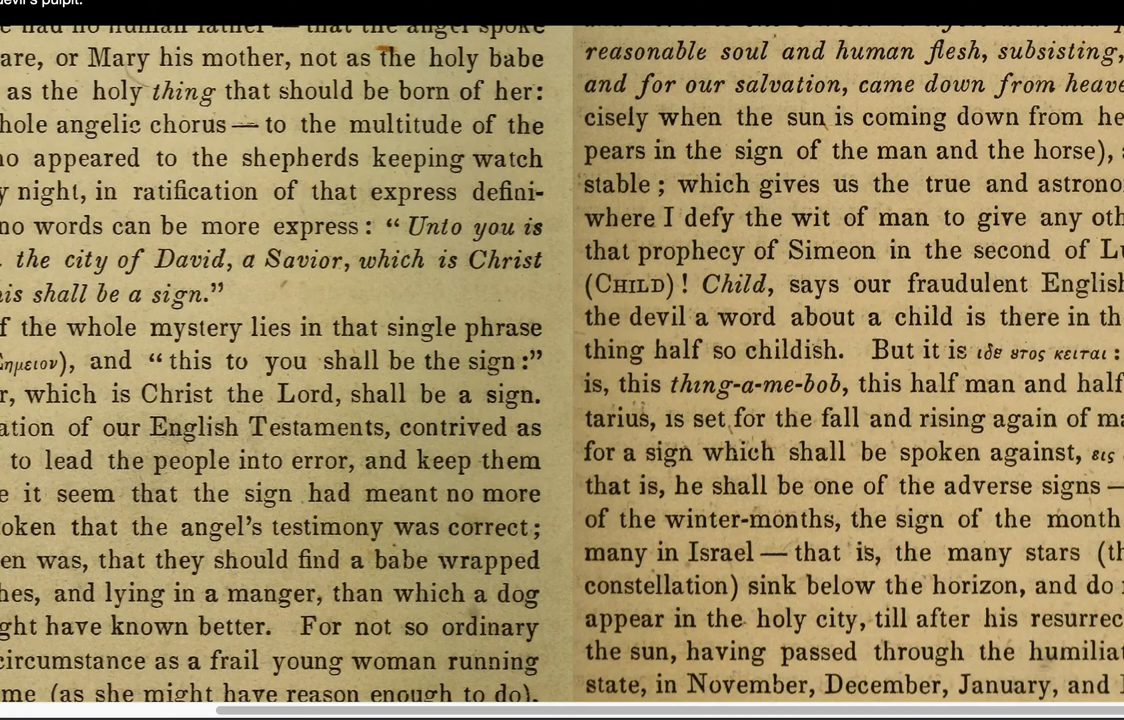 devil's pulpit.
are, or Mary his mother, not as the holy babe
as the holy thing that should be born of her:
hole angelic chorus — to the multitude of the
no appeared to the shepherds keeping watch
y night, in ratification of that express defini-
no words can be more express: “ Unto you is
the city of David, a Savior, which is Christ
is shall be a sign.”
f the whole mystery lies in that single phrase
ημειον), and “ this to you shall be the sign:”
r, which is Christ the Lord, shall be a sign.
ation of our English Testaments, contrived as
to lead the people into error, and keep them
e it seem that the sign had meant no more
oken that the angel's testimony was correct;
en was, that they should find a babe wrapped
hes, and lying in a manger, than which a dog
ght have known better. For not so ordinary
circumstance as a frail young woman running
me (as she might have reason enough to do),
reasonable soul and human flesh, subsisting,
and for our salvation, came down from heave
cisely when the sun is coming down from he
pears in the sign of the man and the horse),
stable ; which gives us the true and astrono
where I defy the wit of man to give any oth
that prophecy of Simeon in the second of Lu
(CHILD) ! Child, says our fraudulent English
the devil a word about a child is there in th
thing half so childish. But it is ιδε ȣτος κειται :
is, this thing-a-me-bob, this half man and half
tarius, is set for the fall and rising again of ma
for a sign which shall be spoken against, εις
that is, he shall be one of the adverse signs —
of the winter-months, the sign of the month
many in Israel — that is, the many stars (th
constellation) sink below the horizon, and do
appear in the holy city, till after his resurrec
the sun, having passed through the humiliat
state, in November, December, January, and